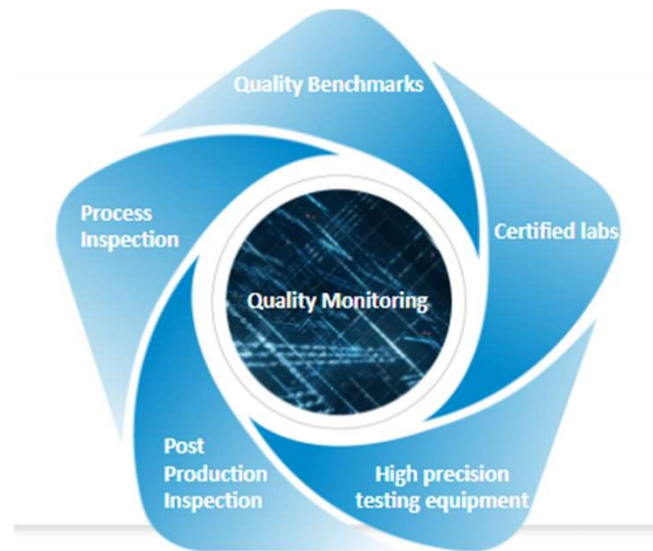 Quality Benchmarks
Certified labs
High precision
testing equipment
Post
Production
Inspection
Process
Inspection
Quality Monitoring